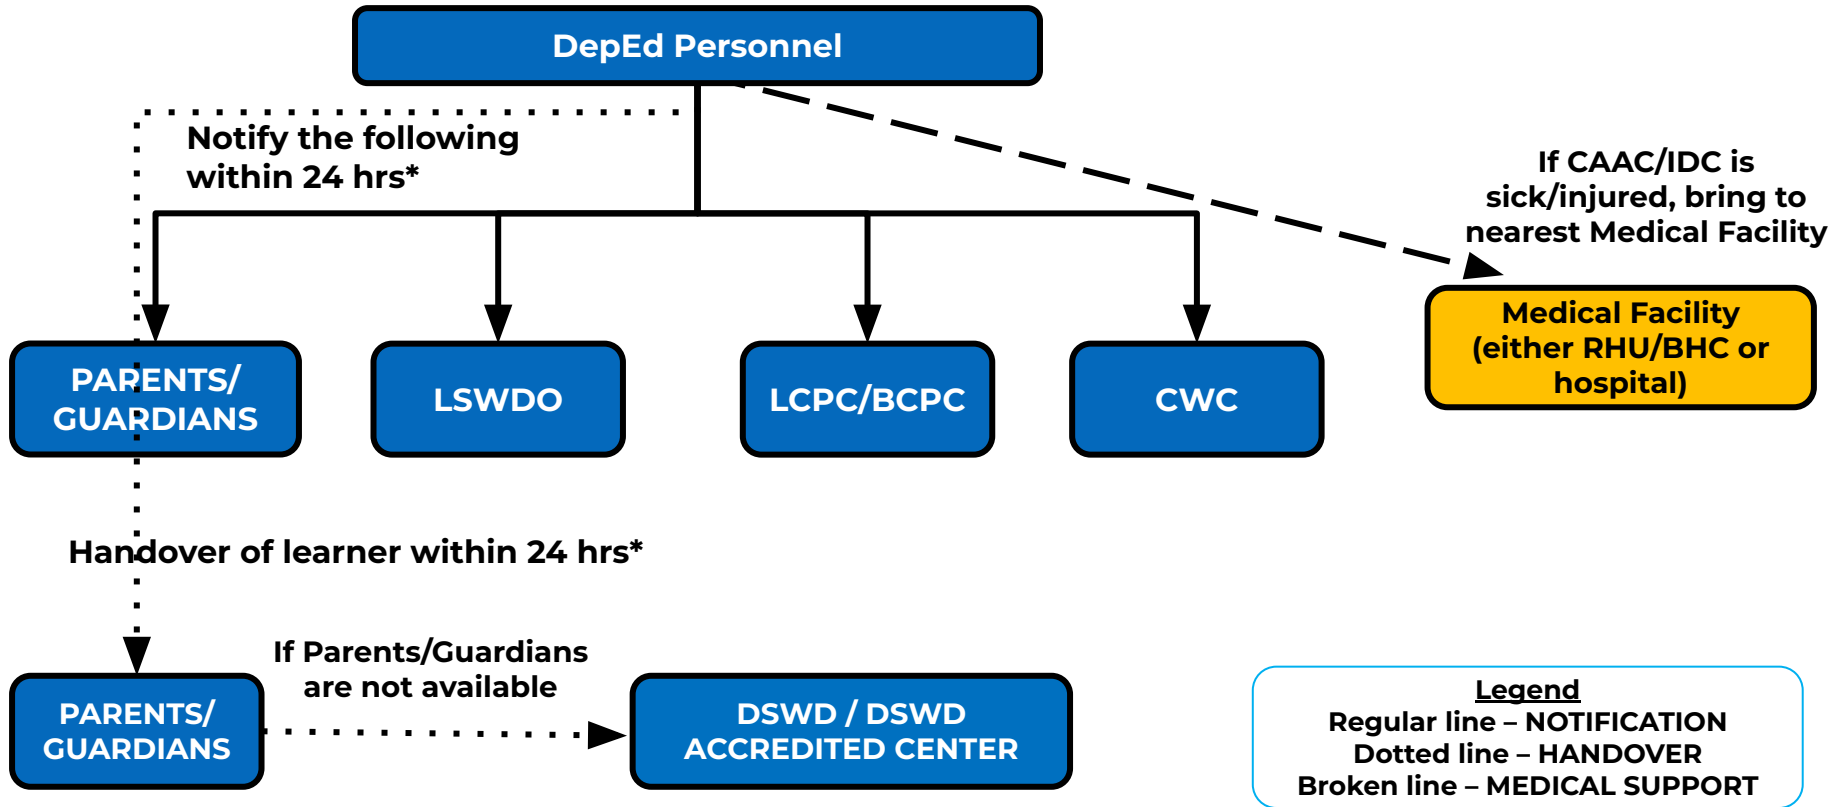 DepEd Personnel
Notify the following
within 24 hrs*
If CAAC/IDC is
sick/injured, bring to
nearest Medical Facility
Medical Facility
(either RHU/BHC or
hospital)
PARENTS/
GUARDIANS
LSWDO
LCPC/BCPC
CWC
Handover of learner within 24 hrs*
If Parents/Guardians
are not available
PARENTS/
GUARDIANS
DSWD / DSWD
ACCREDITED CENTER
Legend
Regular line – NOTIFICATION
Dotted line – HANDOVER
Broken line – MEDICAL SUPPORT